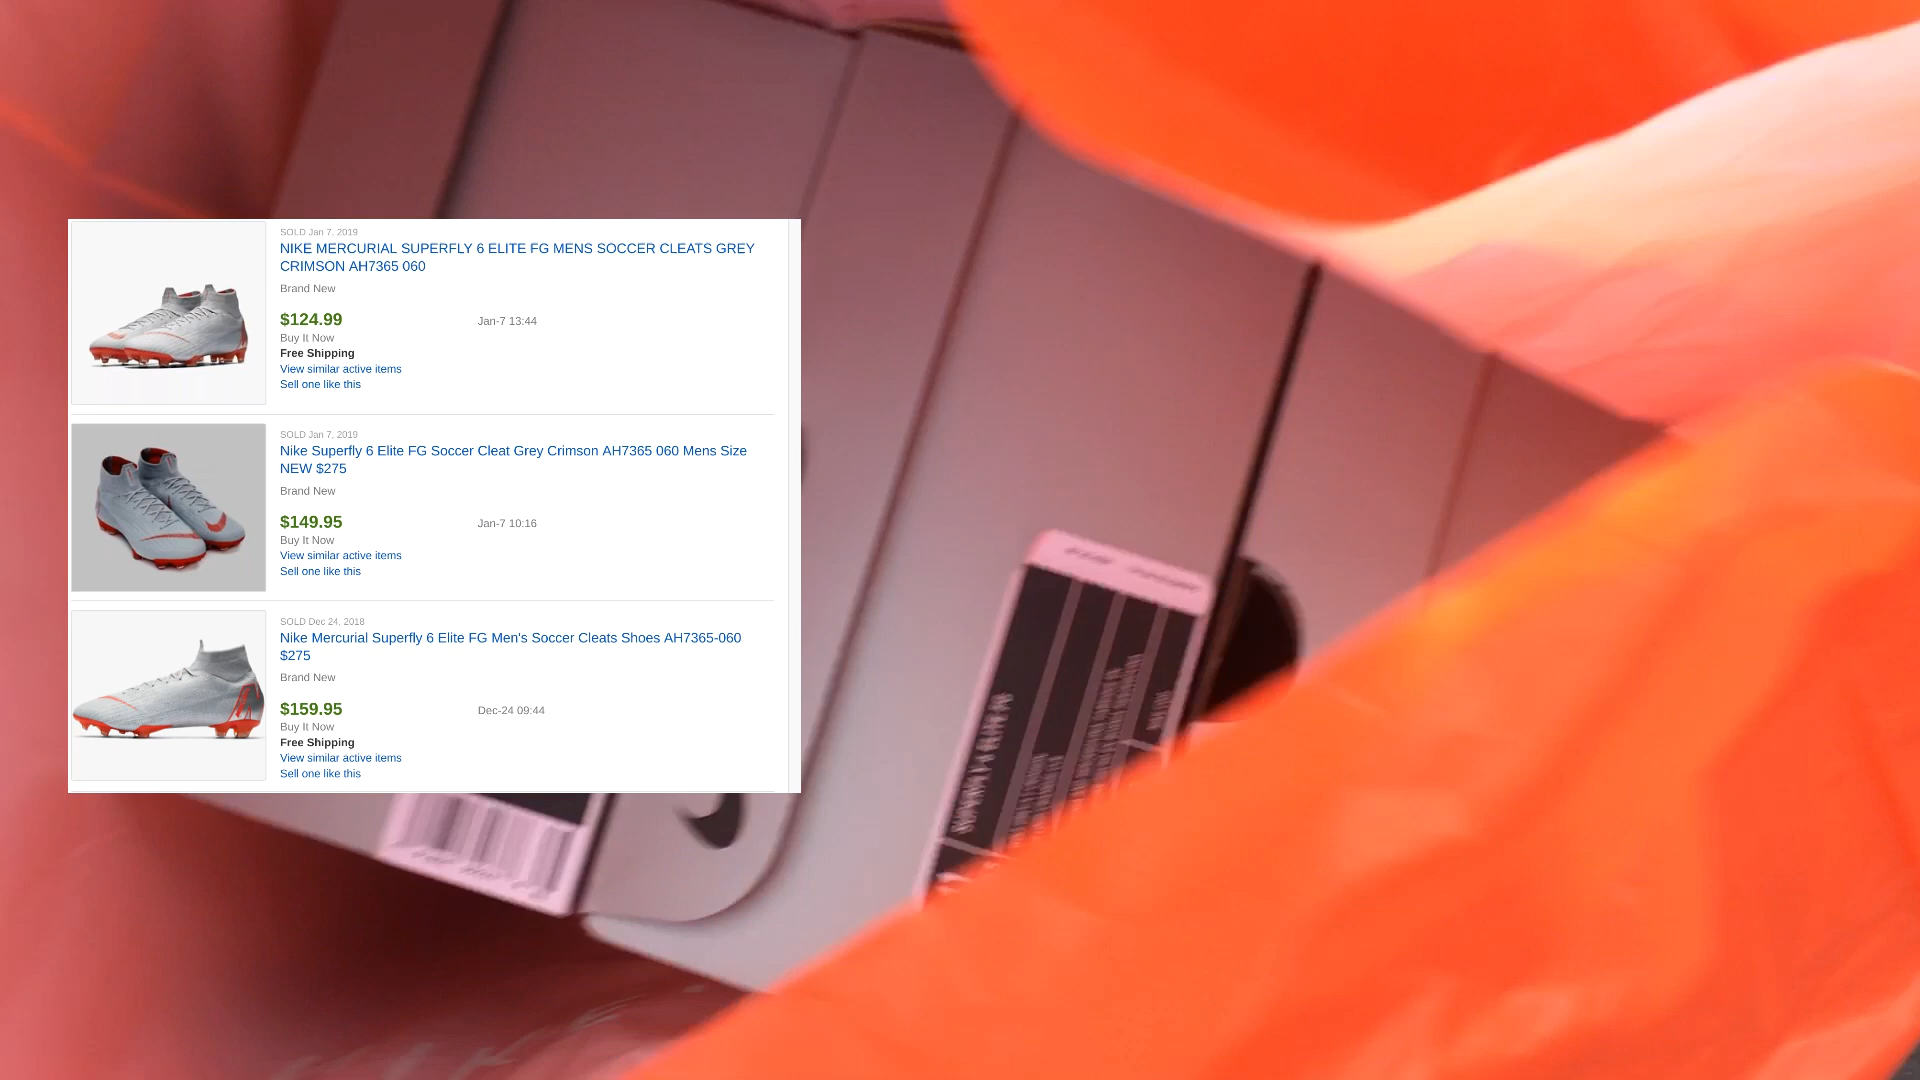 SOLD Jan 7, 2019
NIKE MERCURIAL SUPERFLY 6 ELITE FG MENS SOCCER CLEATS GREY
CRIMSON AH7365 060
Brand New
$124.99 Jan-7 13:44
Buy It Now
Free Shipping
View similar active items
Sell one like this
SOLD Jan 7, 2019
Nike Superfly 6 Elite FG Soccer Cleat Grey Crimson AH7365 060 Mens Size
NEW $275
Brand New
$149.95 Jan-7 10:16
Buy It Now
View similar active items
Sell one like this
SOLD Dec 24, 2018
Nike Mercurial Superfly 6 Elite FG Men's Soccer Cleats Shoes AH7365-060
$275
Brand New
$159.95 Dec-24 09:44
Buy It Now
Free Shipping
View similar active items
Sell one like this